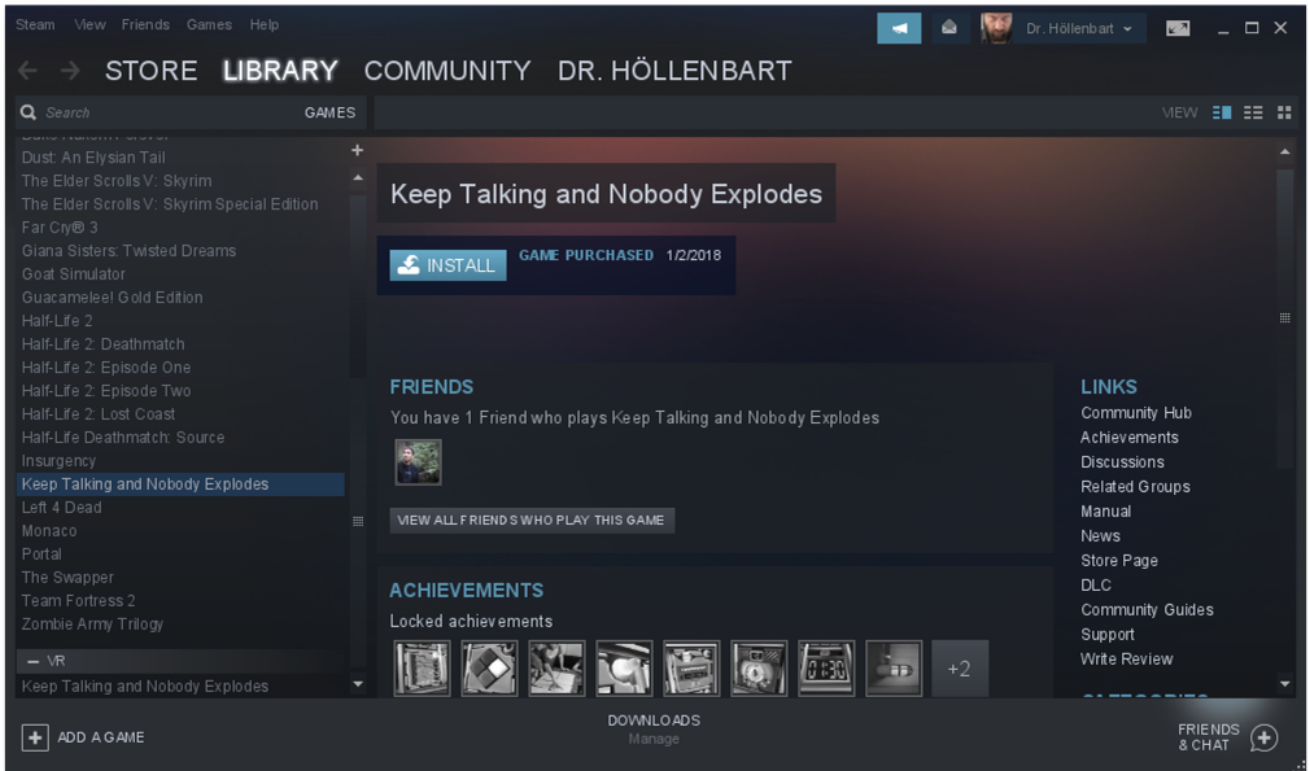 Steam View Friends Games Help
Dr. Höllenbart
STORE LIBRARY COMMUNITY DR. HÖLLENBART
Search GAMES
VIEW
Dust: An Elysian Tail
The Elder Scrolls V: Skyrim
The Elder Scrolls V: Skyrim Special Edition
Far Cry® 3
Giana Sisters: Twisted Dreams
Goat Simulator
Guacamelee! Gold Edition
Half-Life 2
Half-Life 2: Deathmatch
Half-Life 2: Episode One
Half-Life 2: Episode Two
Half-Life 2: Lost Coast
Half-Life Deathmatch: Source
Insurgency
Keep Talking and Nobody Explodes
Left 4 Dead
Monaco
Portal
The Swapper
Team Fortress 2
Zombie Army Trilogy
VR
Keep Talking and Nobody Explodes
Keep Talking and Nobody Explodes
INSTALL
GAME PURCHASED 1/2/2018
FRIENDS
You have 1 Friend who plays Keep Talking and Nobody Explodes
VIEW ALL FRIENDS WHO PLAY THIS GAME
ACHIEVEMENTS
Locked achievements
01:30
+2
LINKS
Community Hub
Achievements
Discussions
Related Groups
Manual
News
Store Page
DLC
Community Guides
Support
Write Review
ADD A GAME
DOWNLOADS
Manage
FRIENDS
& CHAT